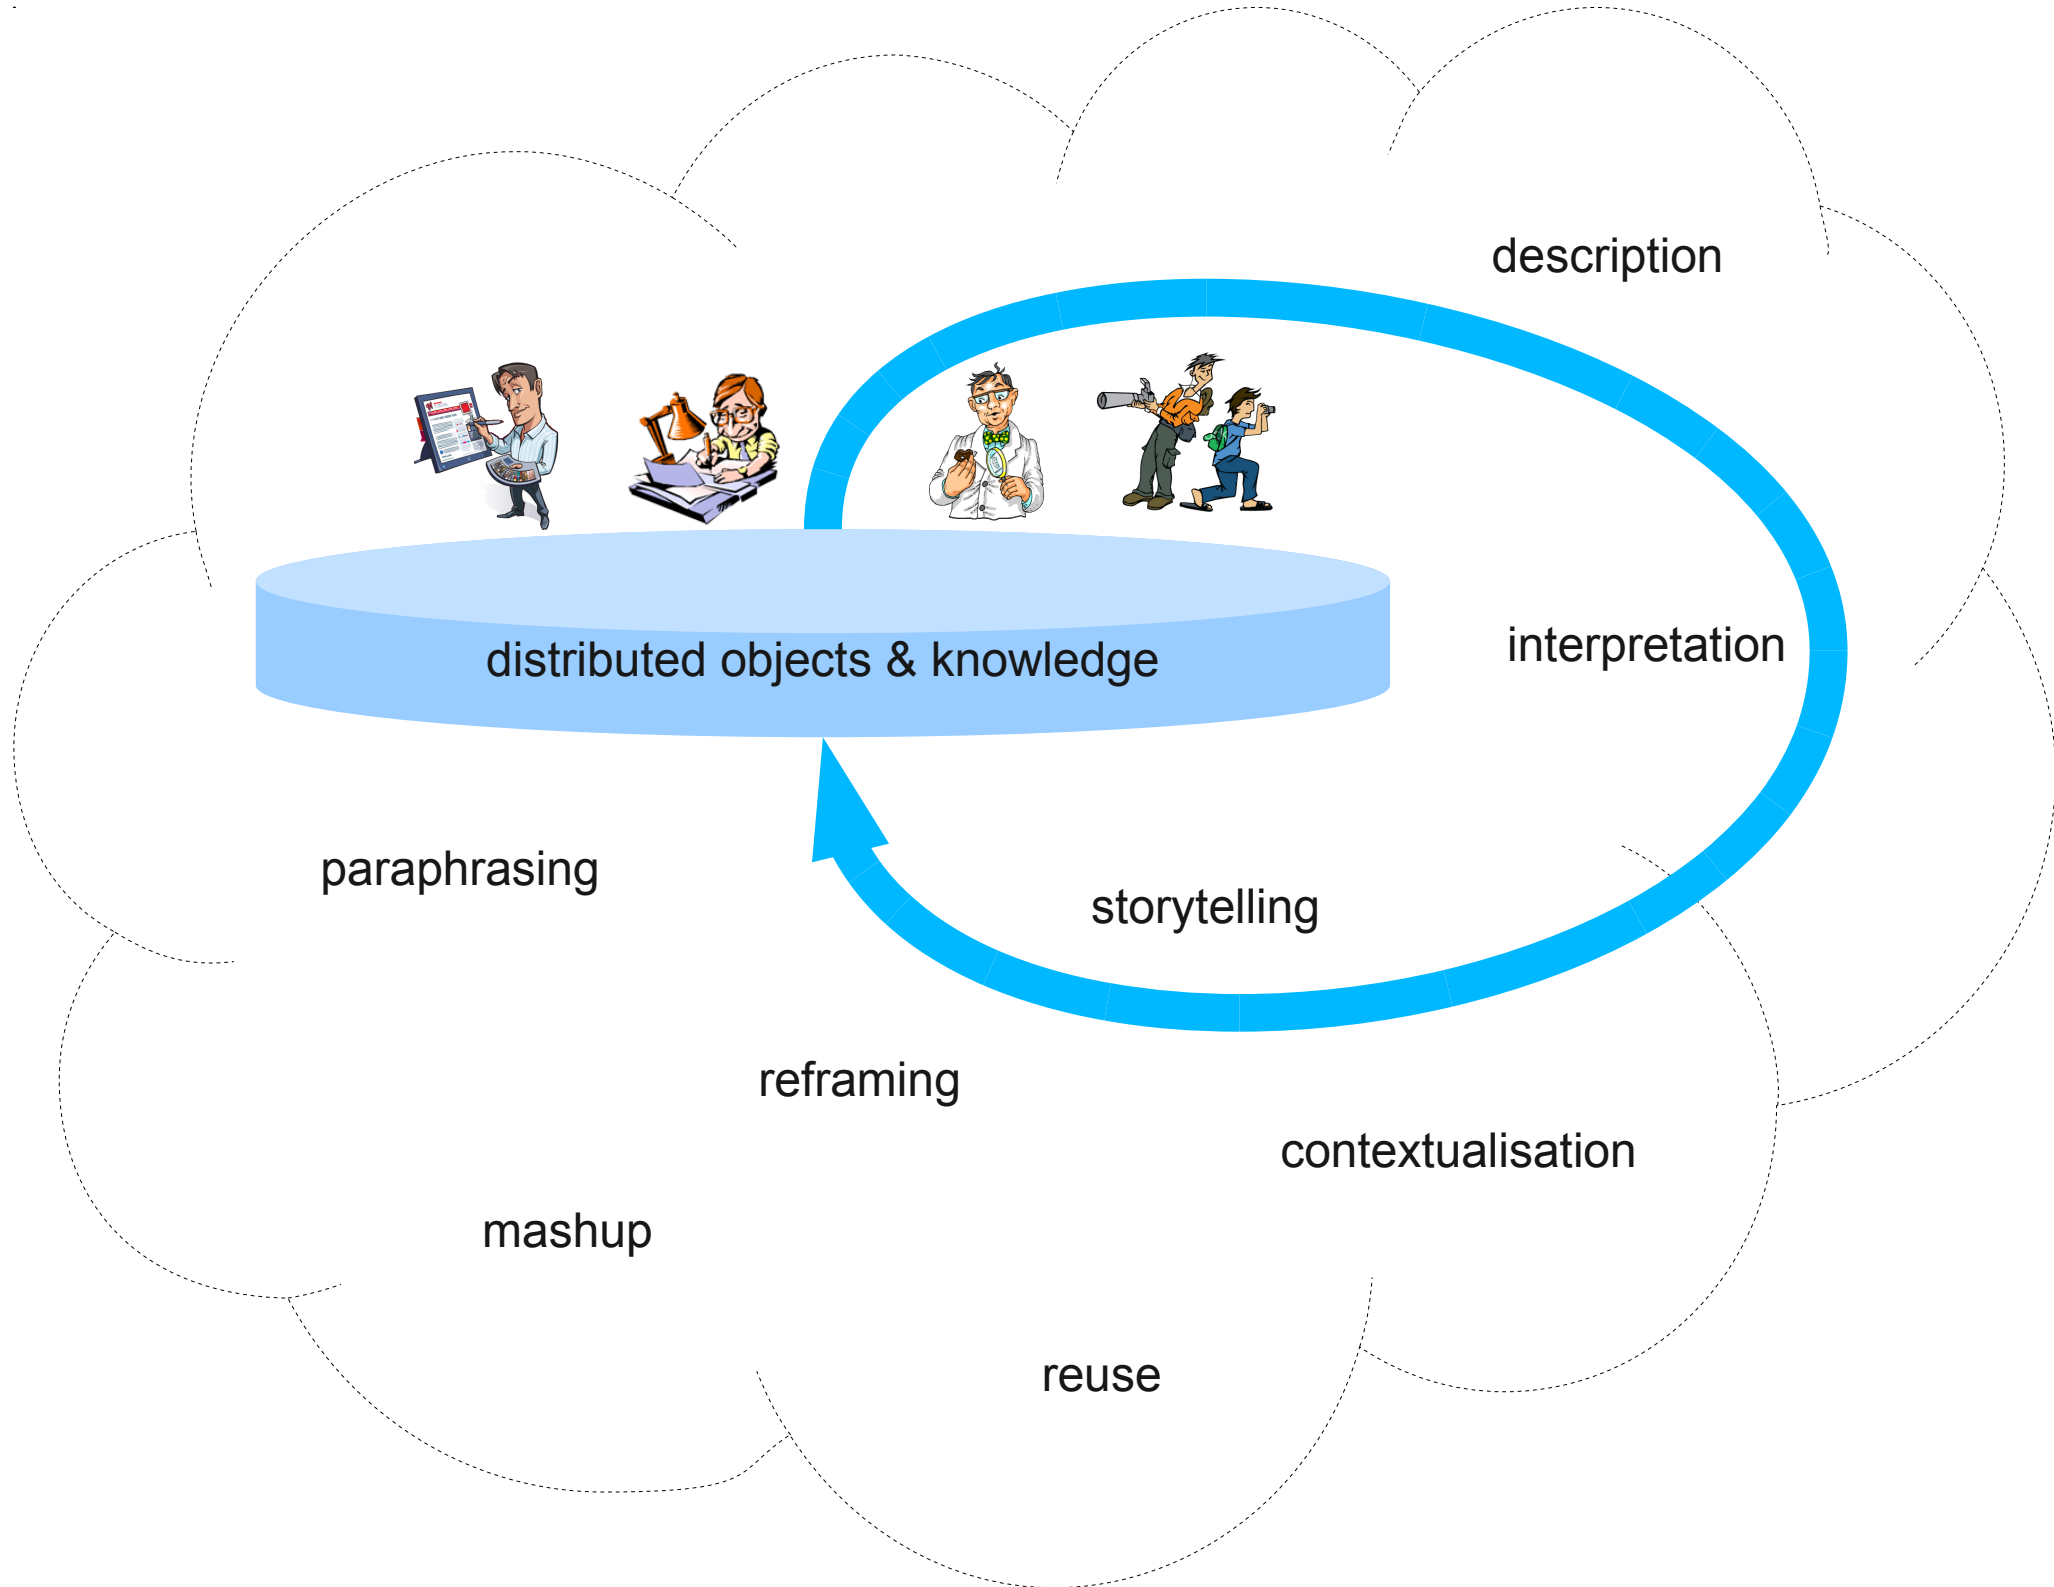 description
interpretation
distributed objects & knowledge
paraphrasing
storytelling
reframing
contextualisation
mashup
reuse